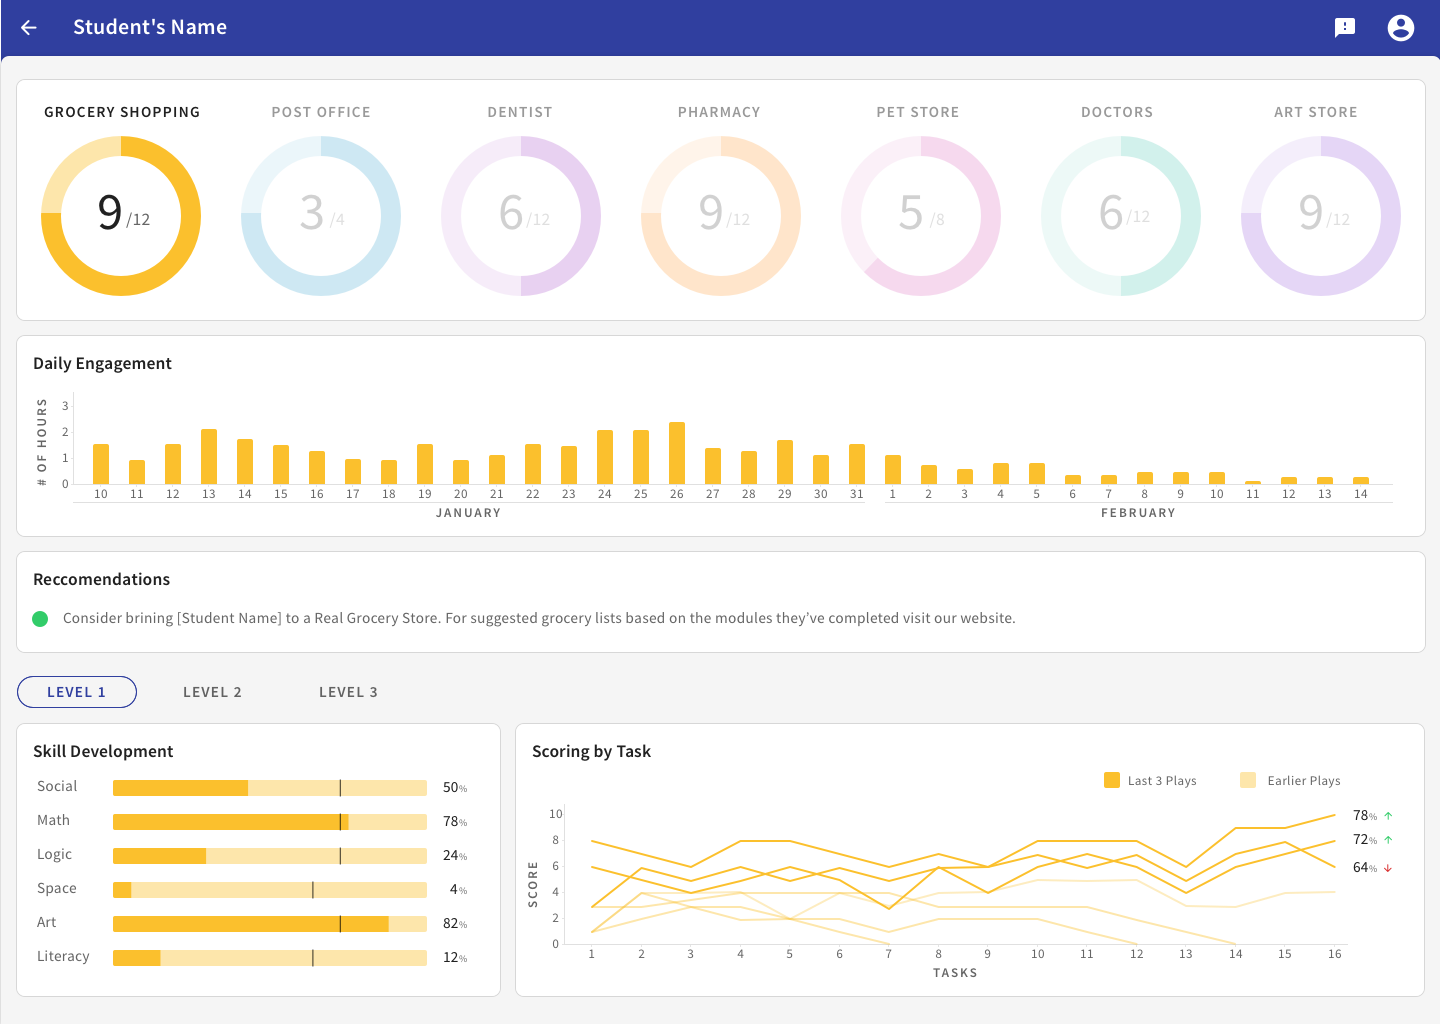 Student's Name
GROCERY SHOPPING POST OFFICE DENTIST PHARMACY PET STORE DOCTORS ART STORE
9 /12 3 /4 6 /12 9 /12 5 /8 6 /12 9 /12
Daily Engagement
# OF HOURS
3
2
1
0
10 11 12 13 14 15 16 17 18 19 20 21 22 23 24 25 26 27 28 29 30 31 1 2 3 4 5 6 7 8 9 10 11 12 13 14
JANUARY FEBRUARY
Reccomendations
Consider brining [Student Name] to a Real Grocery Store. For suggested grocery lists based on the modules they’ve completed visit our website.
LEVEL 1 LEVEL 2 LEVEL 3
Skill Development
Social 50%
Math 78%
Logic 24%
Space 4%
Art 82%
Literacy 12%
Scoring by Task
Last 3 Plays Earlier Plays
SCORE
10
8
6
4
2
0
78% ↑
72% ↑
64% ↓
1 2 3 4 5 6 7 8 9 10 11 12 13 14 15 16
TASKS